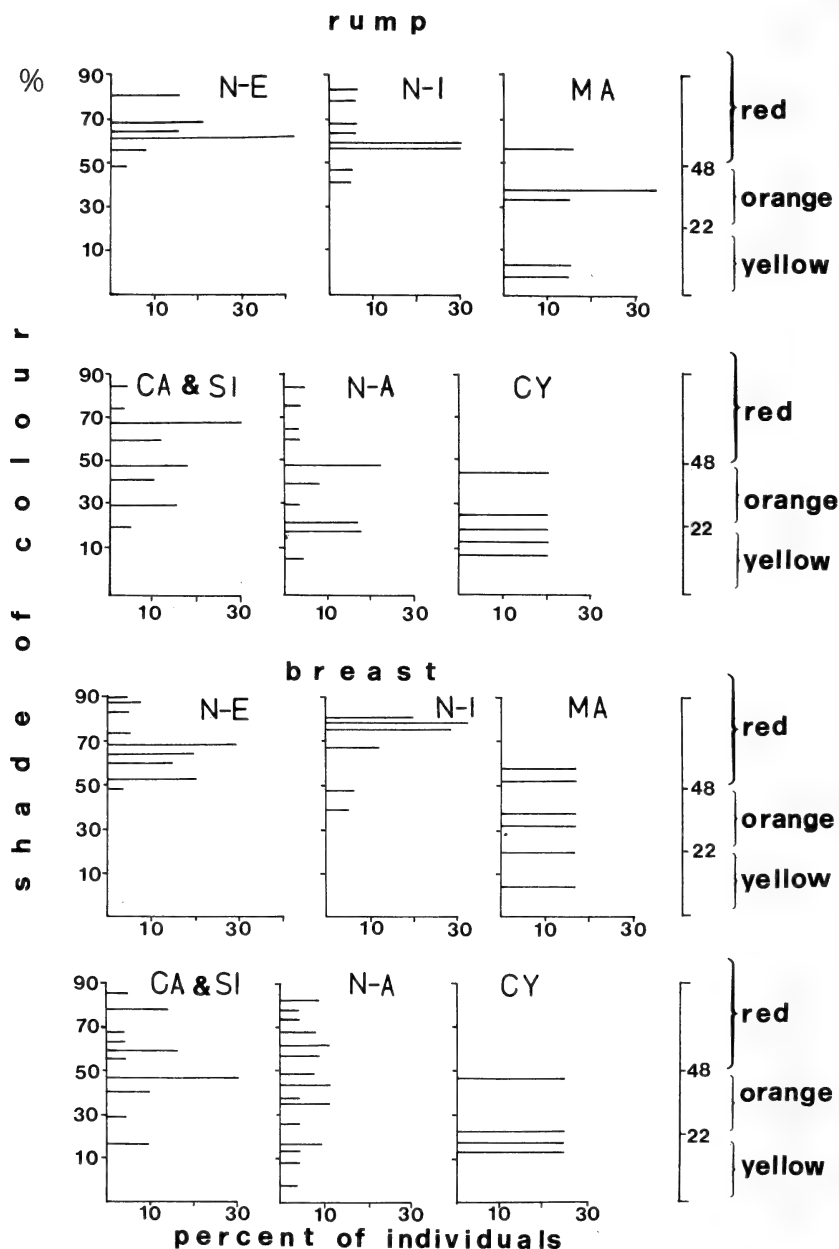 rump
%
90
70
50
30
10
N-E
N-I
MA
10 30
10 30
10 30
48
22
red
orange
yellow
shade of colour
90
70
50
30
10
CA & SI
N-A
CY
10 30
10 30
10 30
48
22
red
orange
yellow
breast
90
70
50
30
10
N-E
N-I
MA
10 30
10 30
10 30
48
22
red
orange
yellow
90
70
50
30
10
CA & SI
N-A
CY
10 30
10 30
10 30
48
22
red
orange
yellow
percent of individuals